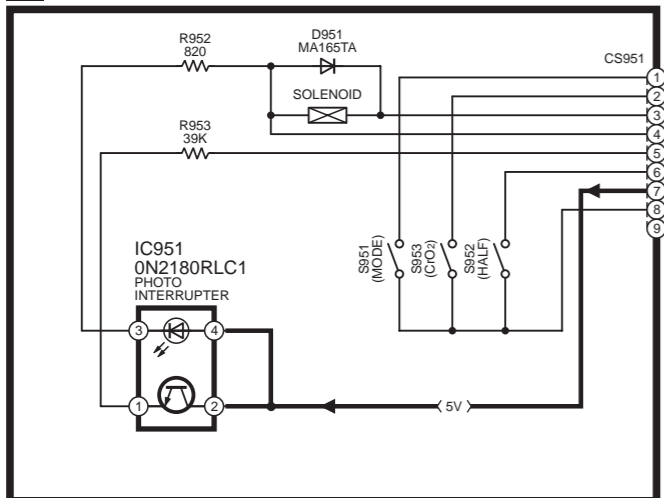 R952
820
D951
MA165TA
CS951
SOLENOID
R953
39K
1
2
3
4
5
6
7
8
9
S951
(MODE)
S953
(CrO2)
S952
(HALF)
IC951
0N2180RLC1
PHOTO
INTERRUPTER
3
4
1
2
5V